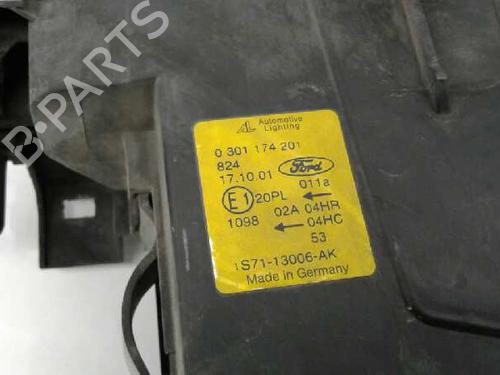 B-PARTS
AL Automotive Lighting
0 301 174 201
824
17.10.01 Ford
011a
E1 20PL
02A 04HR
1098 04HC
53
1S71-13006-AK
Made in Germany